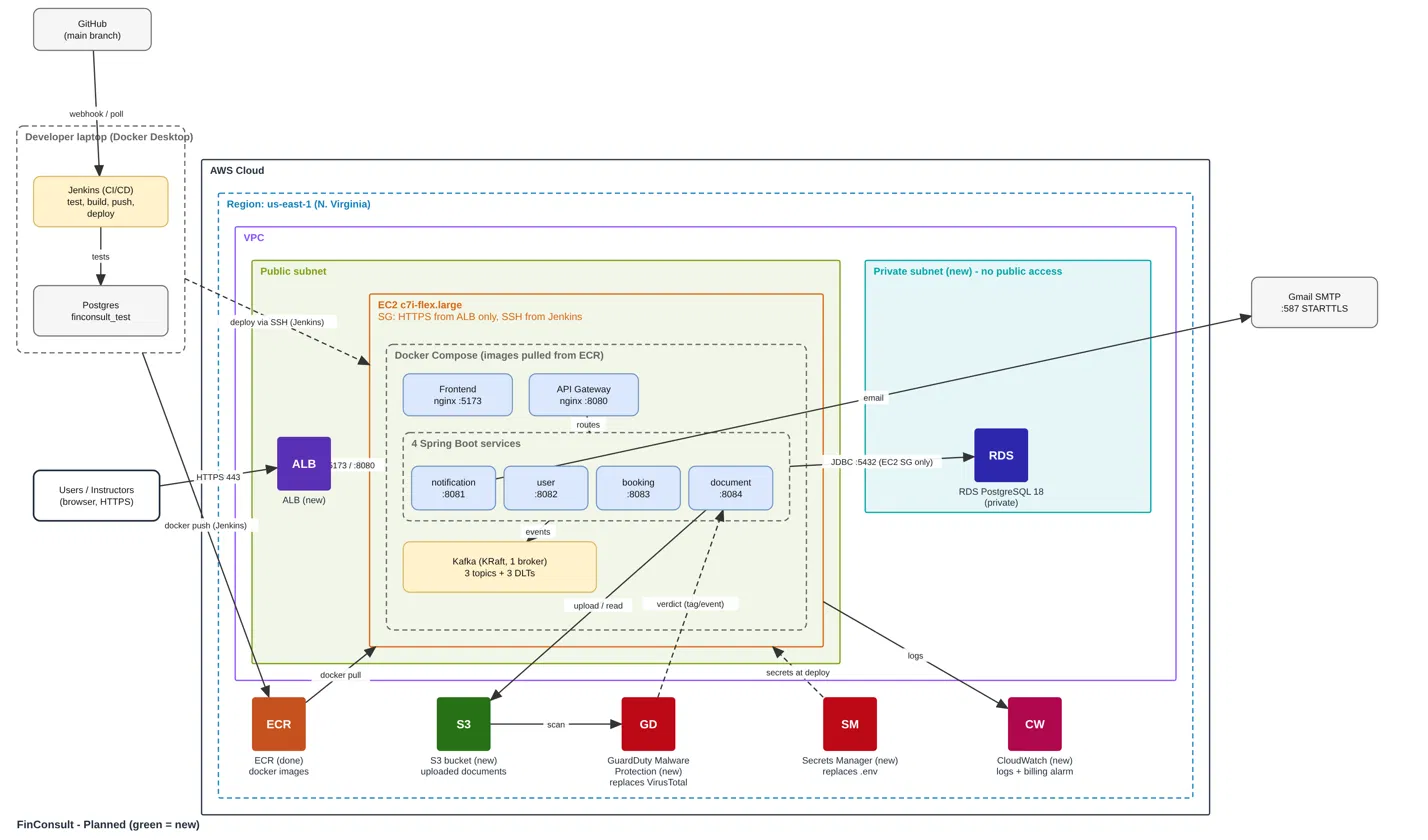 GitHub
(main branch)
webhook / poll
Developer laptop (Docker Desktop)
Jenkins (CI/CD)
test, build, push,
deploy
tests
Postgres
finconsult_test
AWS Cloud
Region: us-east-1 (N. Virginia)
VPC
Public subnet
Private subnet (new) - no public access
EC2 c7i-flex.large
SG: HTTPS from ALB only, SSH from Jenkins
deploy via SSH (Jenkins)
Docker Compose (images pulled from ECR)
Frontend
nginx :5173
API Gateway
nginx :8080
routes
4 Spring Boot services
notification
:8081
user
:8082
booking
:8083
document
:8084
events
Kafka (KRaft, 1 broker)
3 topics + 3 DLTs
Gmail SMTP
:587 STARTTLS
email
Users / Instructors
(browser, HTTPS)
HTTPS 443
ALB
ALB (new)
5173 / :8080
JDBC :5432 (EC2 SG only)
RDS
RDS PostgreSQL 18
(private)
docker push (Jenkins)
upload / read
verdict (tag/event)
logs
docker pull
secrets at deploy
ECR
ECR (done)
docker images
S3
S3 bucket (new)
uploaded documents
scan
GD
GuardDuty Malware
Protection (new)
replaces VirusTotal
SM
Secrets Manager (new)
replaces .env
CW
CloudWatch (new)
logs + billing alarm
FinConsult - Planned (green = new)